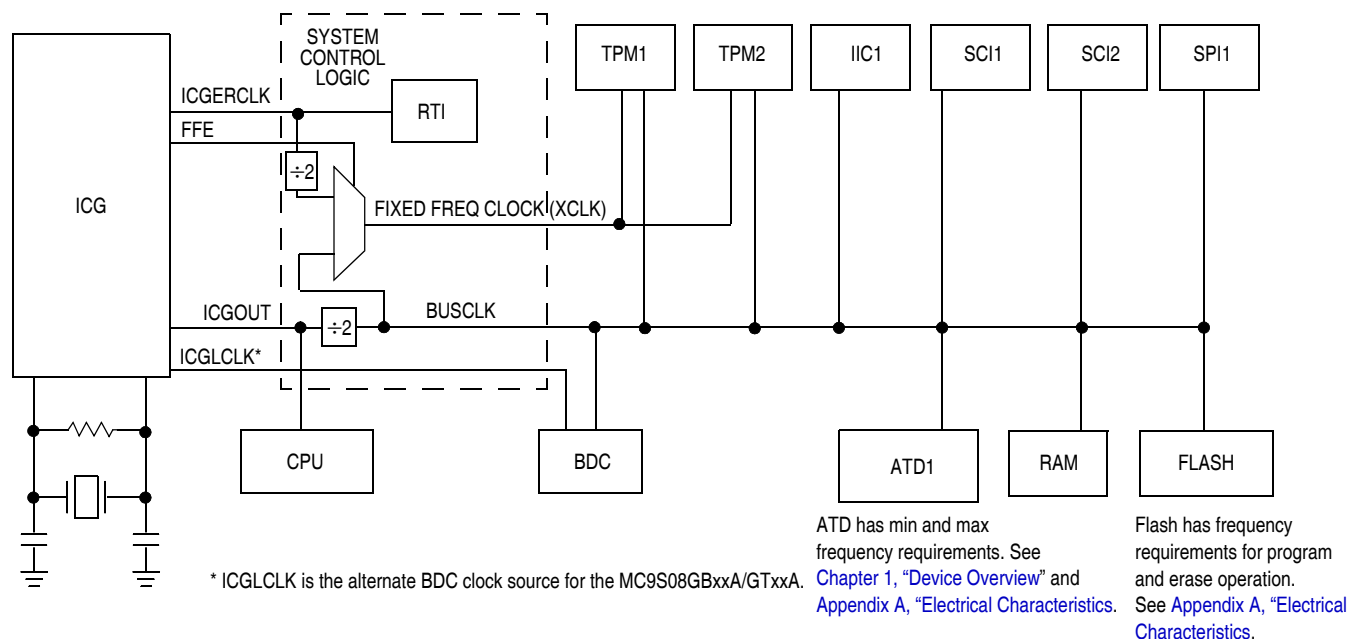 SYSTEM
CONTROL
LOGIC
TPM1
TPM2
IIC1
SCI1
SCI2
SPI1
ICGERCLK
RTI
FFE
÷2
ICG
FIXED FREQ CLOCK (XCLK)
ICGOUT
÷2
BUSCLK
ICGLCLK*
CPU
BDC
ATD1
RAM
FLASH
ATD has min and max
frequency requirements. See
Chapter 1, “Device Overview” and
Appendix A, “Electrical Characteristics.
Flash has frequency
requirements for program
and erase operation.
See Appendix A, “Electrical
Characteristics.
* ICGLCLK is the alternate BDC clock source for the MC9S08GBxxA/GTxxA.